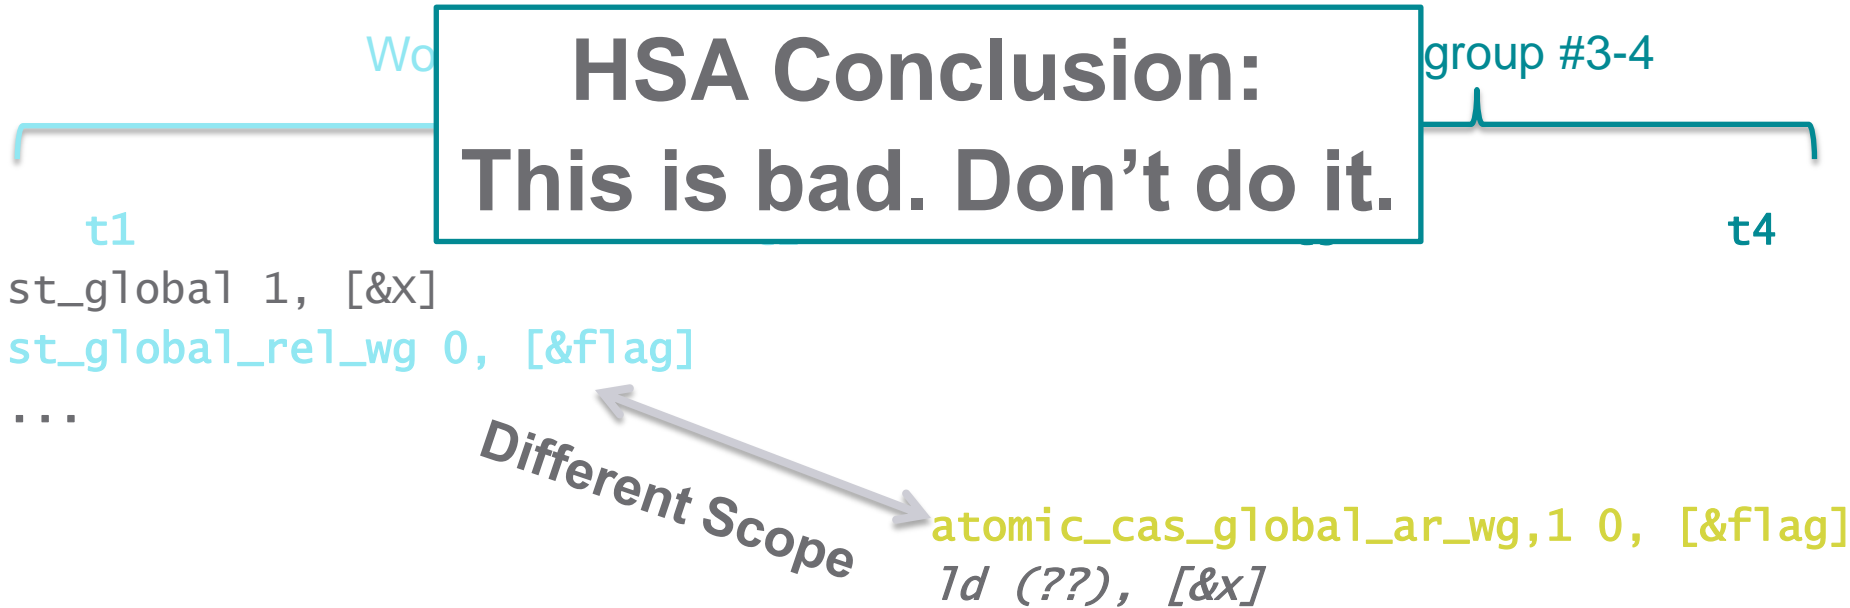 HSA Conclusion:
This is bad. Don’t do it.
group #3-4
t1
t4
st_global 1, [&X]
st_global_rel_wg 0, [&flag]
...
Different Scope
atomic_cas_global_ar_wg,1 0, [&flag]
ld (??), [&x]